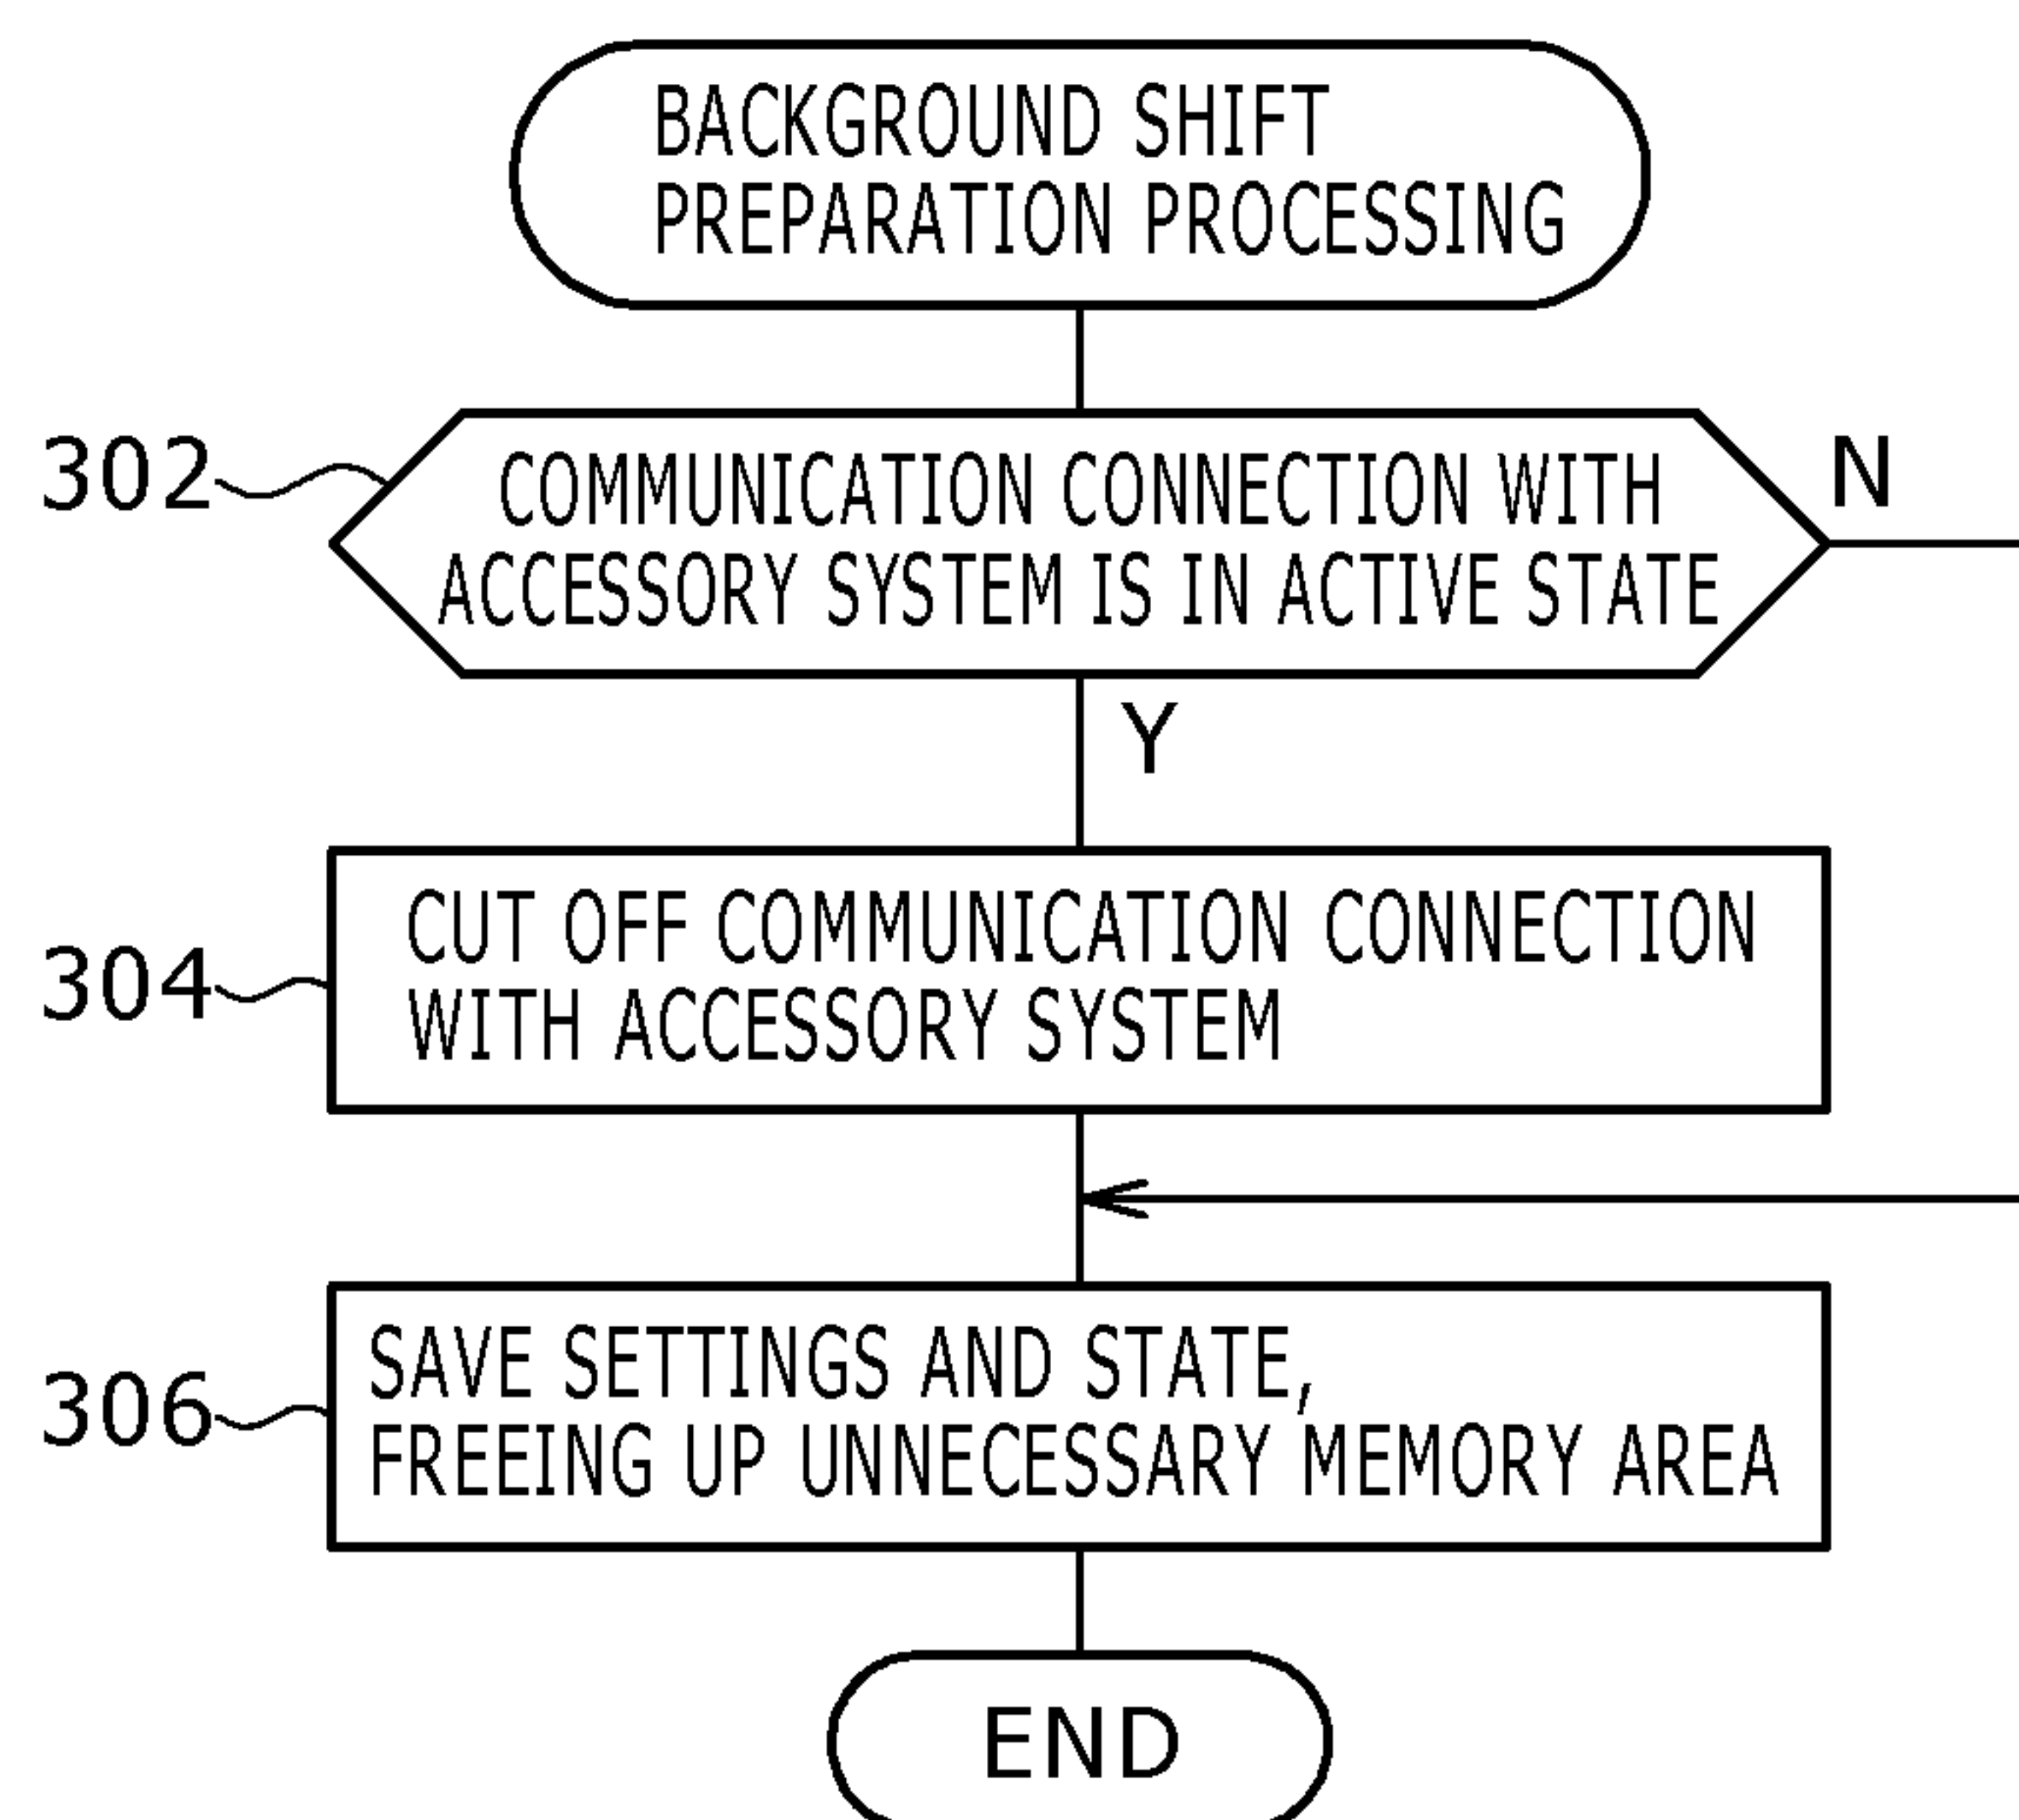 BACKGROUND SHIFT
PREPARATION PROCESSING
302
COMMUNICATION CONNECTION WITH
ACCESSORY SYSTEM IS IN ACTIVE STATE
N
Y
304
CUT OFF COMMUNICATION CONNECTION
WITH ACCESSORY SYSTEM
306
SAVE SETTINGS AND STATE,
FREEING UP UNNECESSARY MEMORY AREA
END